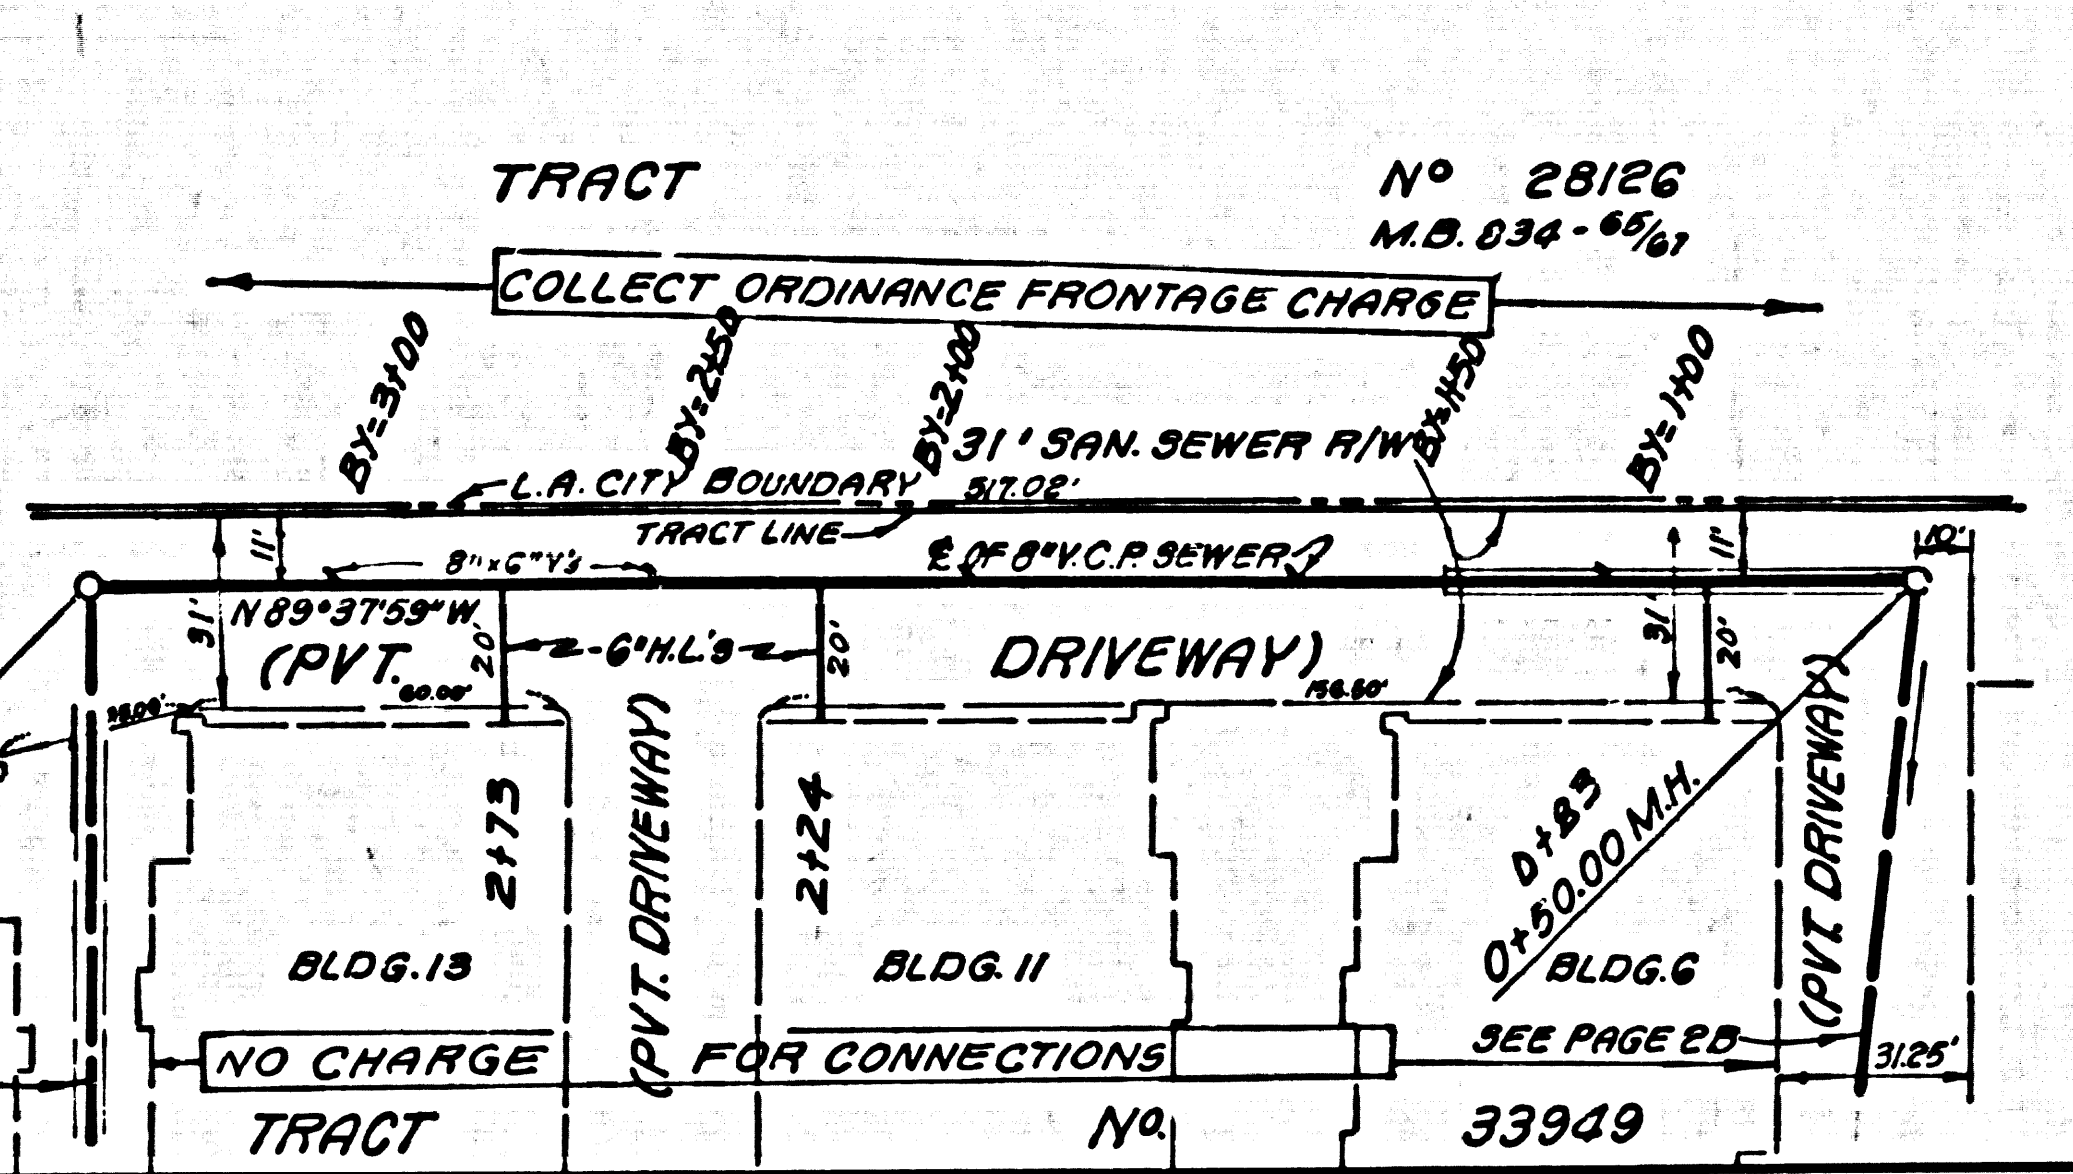 TRACT Nº 28126
M.B. 834 - 65/67
COLLECT ORDINANCE FRONTAGE CHARGE
BY=3+00
BY=2+50
BY=2+00
BY=1+50
BY=1+00
31' SAN. SEWER R/W
L.A. CITY BOUNDARY
517.02'
TRACT LINE
11'
8"x6"Y's
℄ OF 8"V.C.P. SEWER
11'
10'
31'
N89°37'59"W
(PVT. DRIVEWAY)
20'
6"H.L.'S
20'
31'
20'
60.00'
156.50'
2+73
(PVT. DRIVEWAY)
2+24
0+83
0+50.00 M.H.
(PVT. DRIVEWAY)
BLDG.13
BLDG. 11
BLDG.6
NO CHARGE FOR CONNECTIONS
SEE PAGE 2B
31.25'
TRACT Nº. 33949